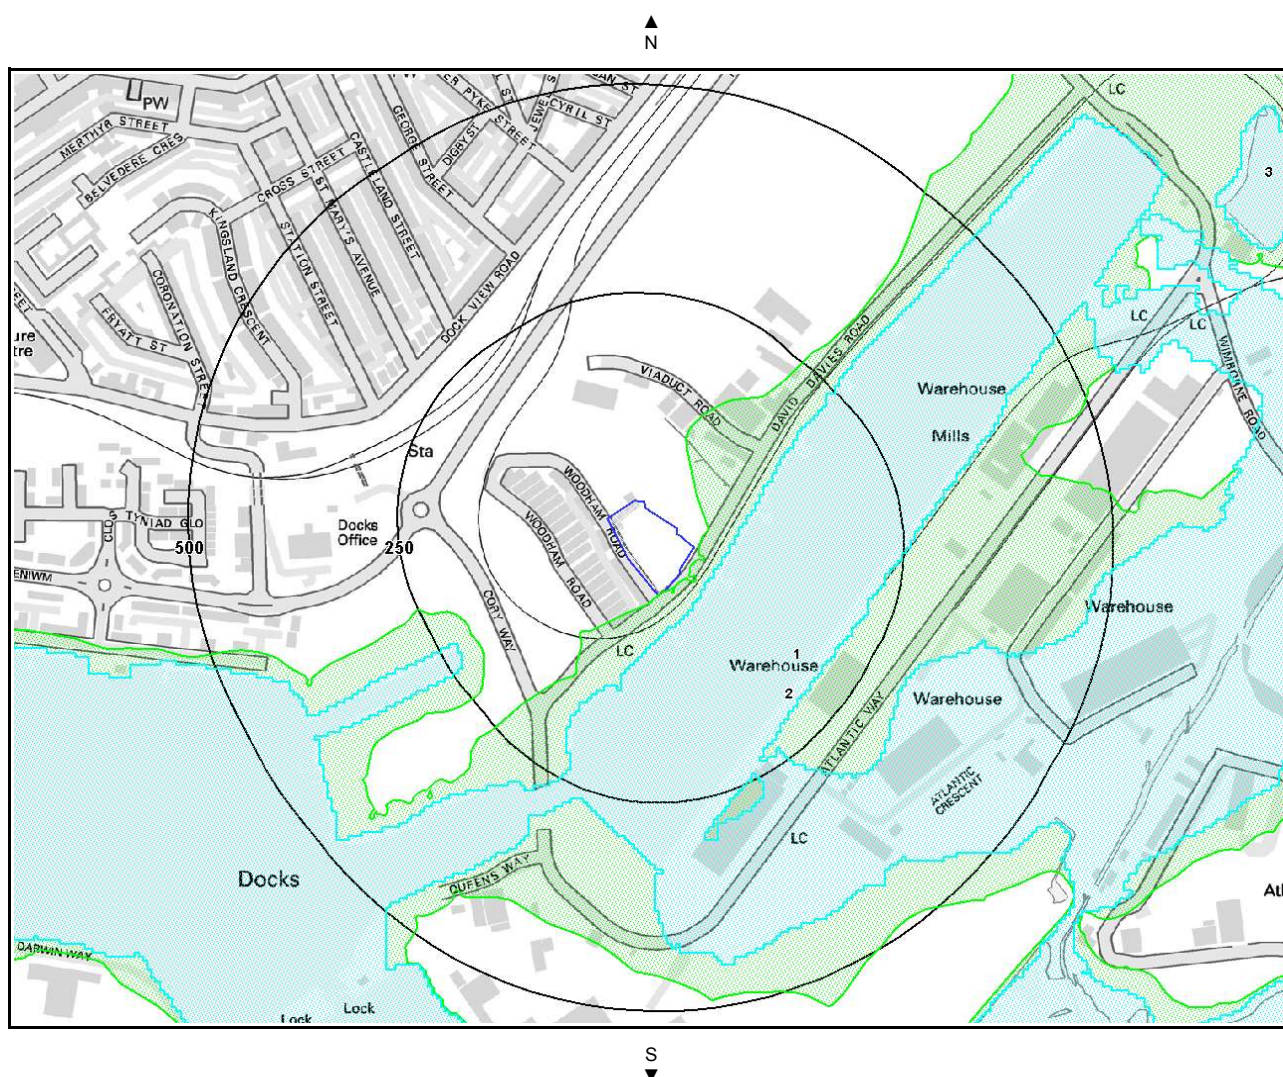 N
PW
MERTHYR STREET
BELVEDERE CRES
CROSS STREET
KINGSLAND CRESCENT
STATION STREET
ST MARY'S AVENUE
CASTLELAND STREET
GEORGE STREET
DIGBY ST
PYKE STREET
JEWE
CYRIL ST
LC
3
CORONATION STREET
FRYATT ST
DOCK VIEW ROAD
ure
tre
VIADUCT ROAD
DAVID DAVIES ROAD
Warehouse
Mills
LC
LC
WIMBORNE ROAD
Sta
WOODHAM ROAD
WOODHAM ROAD
Docks
Office
TYNIAD GLO
CLOS
500
250
ENIWM
CORY WAY
LC
Warehouse
1
Warehouse
2
Warehouse
ATLANTIC WAY
ATLANTIC
CRESCENT
LC
QUEENS WAY
Docks
Atl
DARWIN WAY
Lock
Lock
S